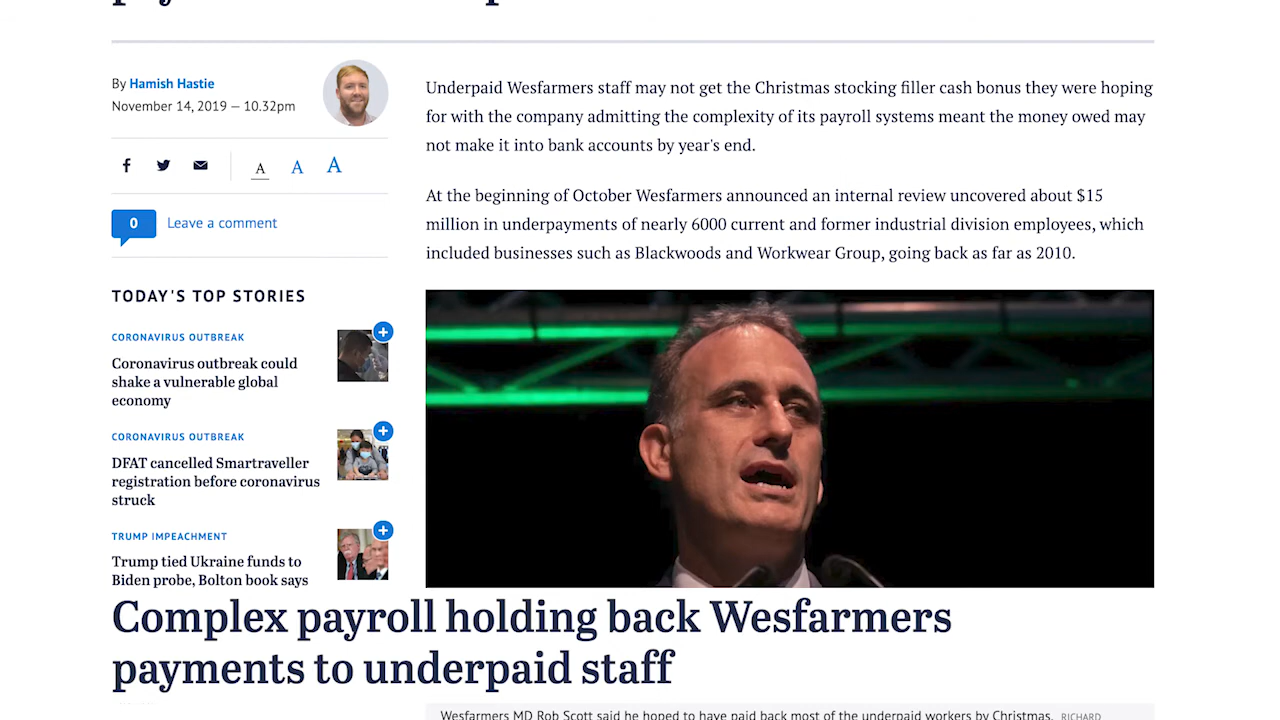 By Hamish Hastie
November 14, 2019 — 10.32pm
A A A
0 Leave a comment
TODAY'S TOP STORIES
CORONAVIRUS OUTBREAK
Coronavirus outbreak could
shake a vulnerable global
economy
CORONAVIRUS OUTBREAK
DFAT cancelled Smartraveller
registration before coronavirus
struck
TRUMP IMPEACHMENT
Trump tied Ukraine funds to
Biden probe, Bolton book says
Underpaid Wesfarmers staff may not get the Christmas stocking filler cash bonus they were hoping
for with the company admitting the complexity of its payroll systems meant the money owed may
not make it into bank accounts by year's end.
At the beginning of October Wesfarmers announced an internal review uncovered about $15
million in underpayments of nearly 6000 current and former industrial division employees, which
included businesses such as Blackwoods and Workwear Group, going back as far as 2010.
Complex payroll holding back Wesfarmers
payments to underpaid staff
Wesfarmers MD Rob Scott said he hoped to have paid back most of the underpaid workers by Christmas. RICHARD